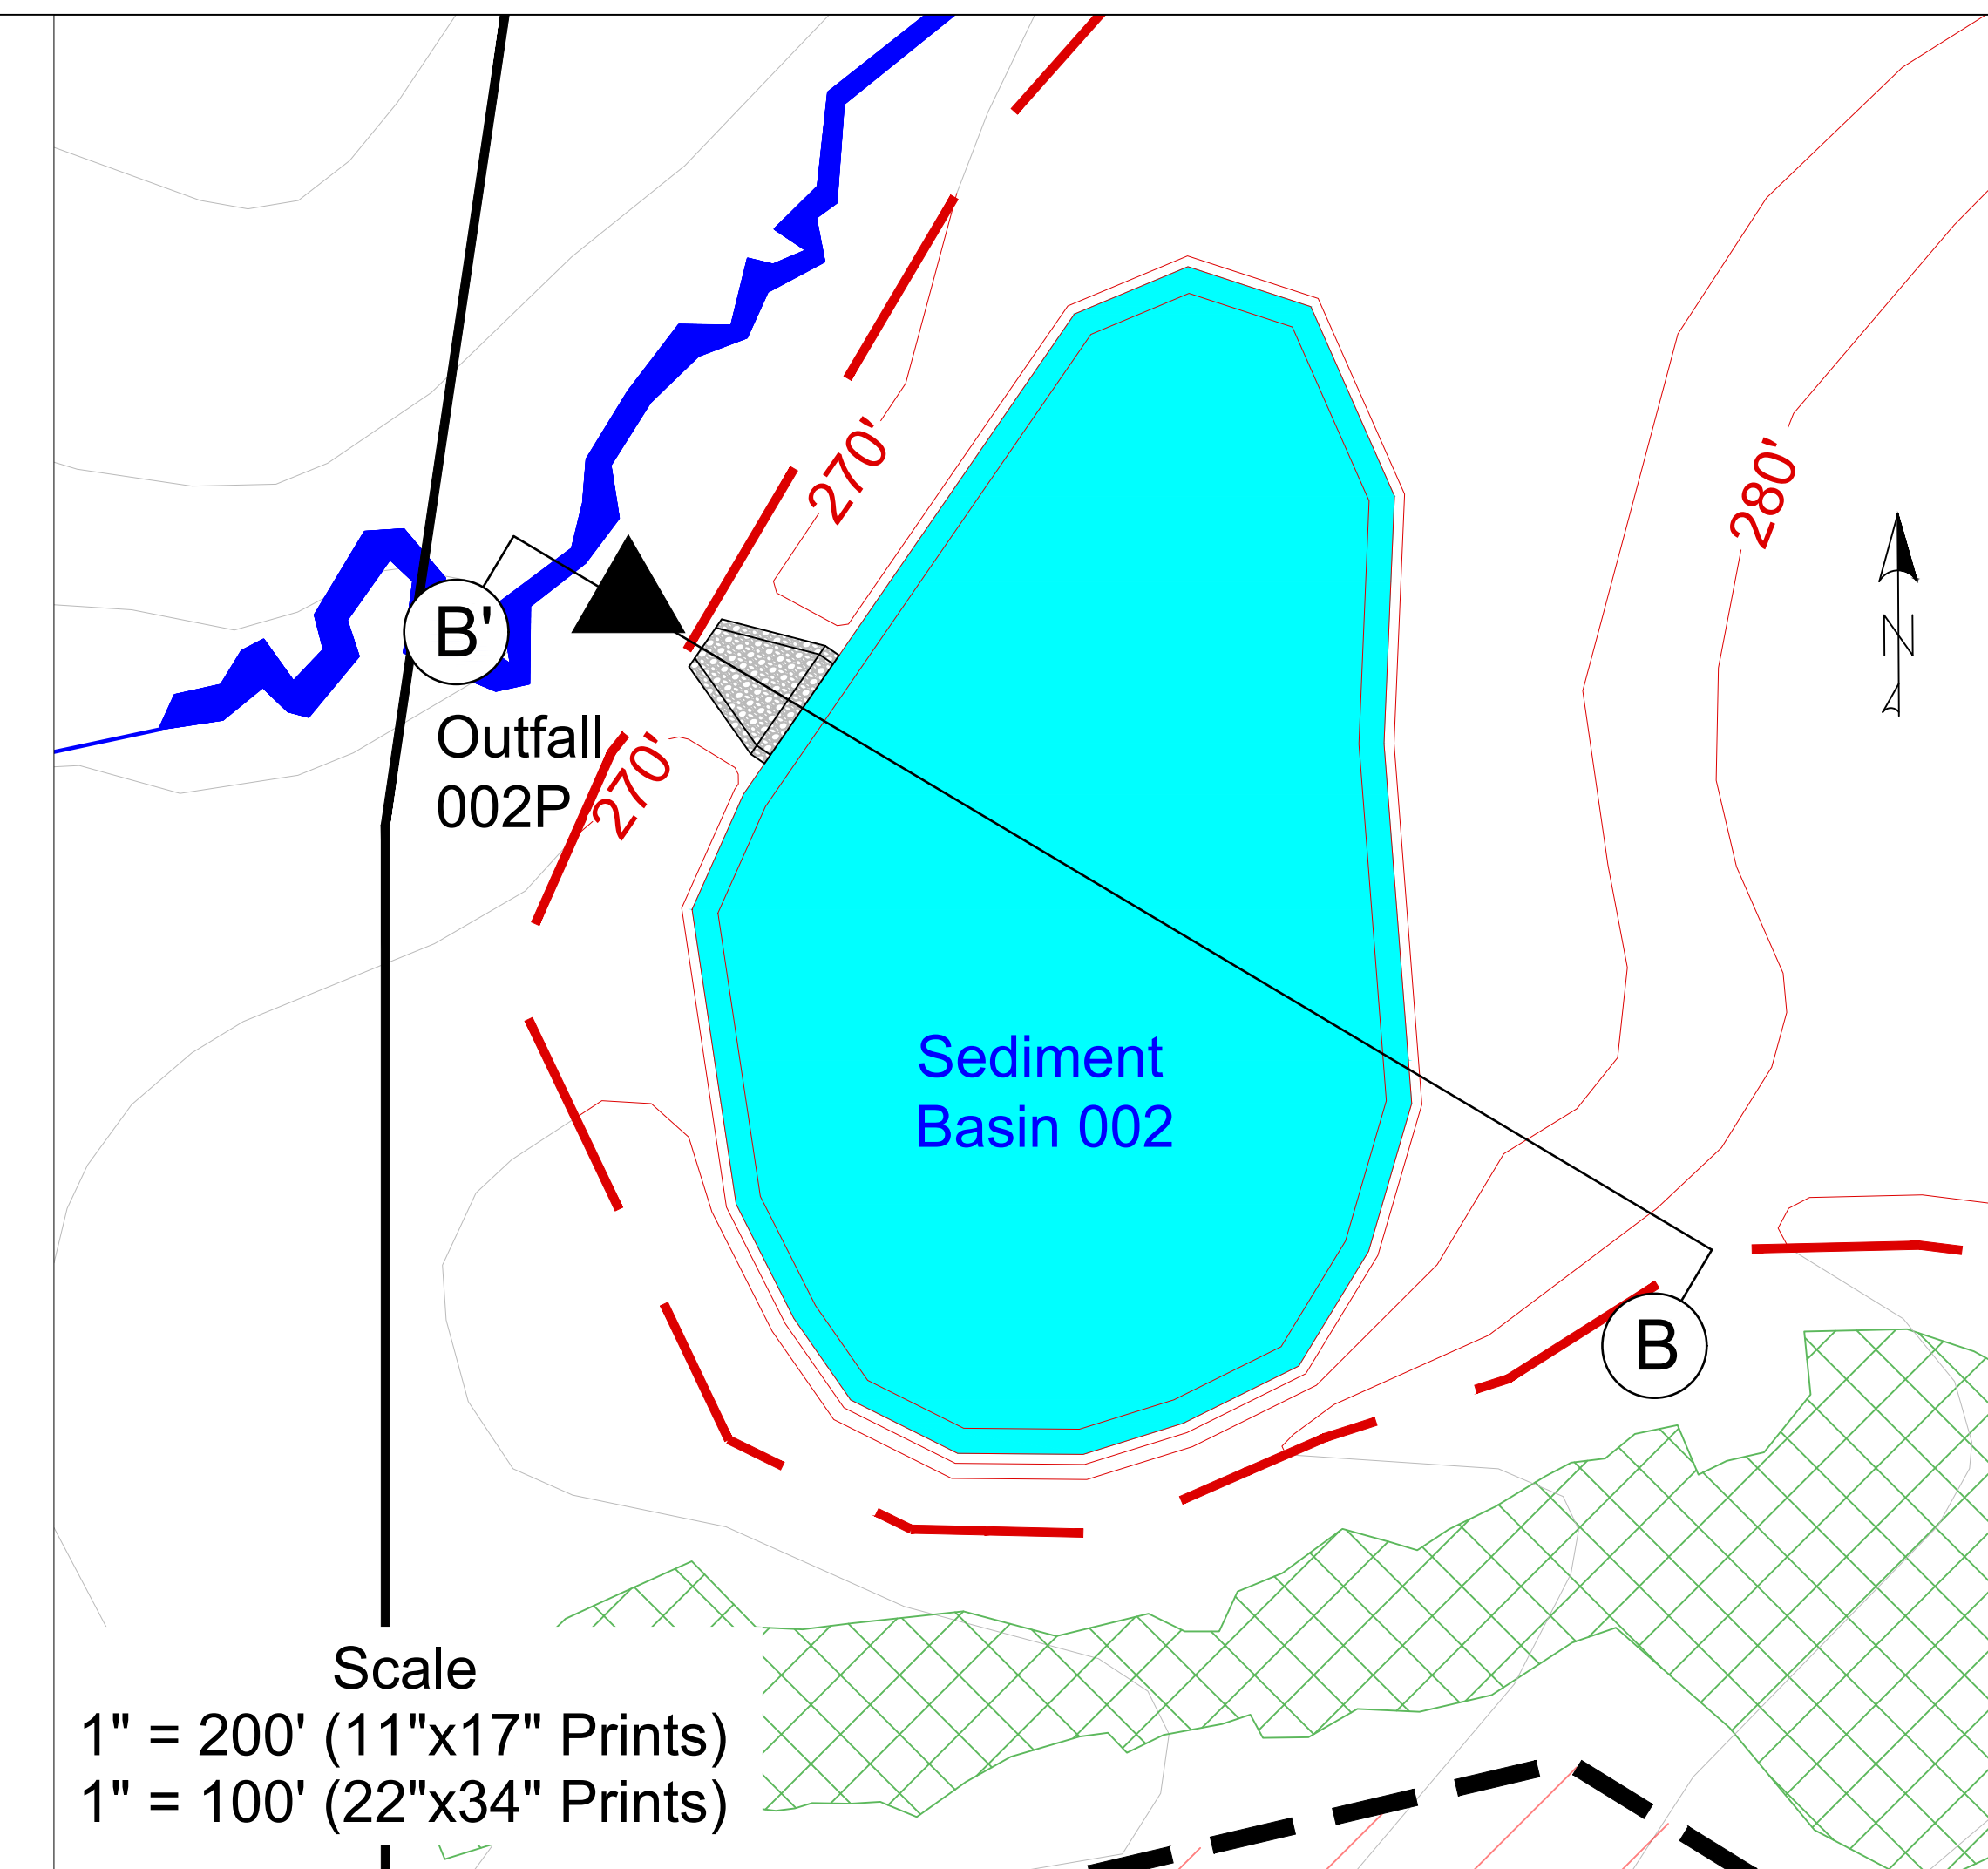 270'
280'
N
B'
Outfall
002P
270'
Sediment
Basin 002
B
Scale
1" = 200' (11"x17" Prints)
1" = 100' (22"x34" Prints)